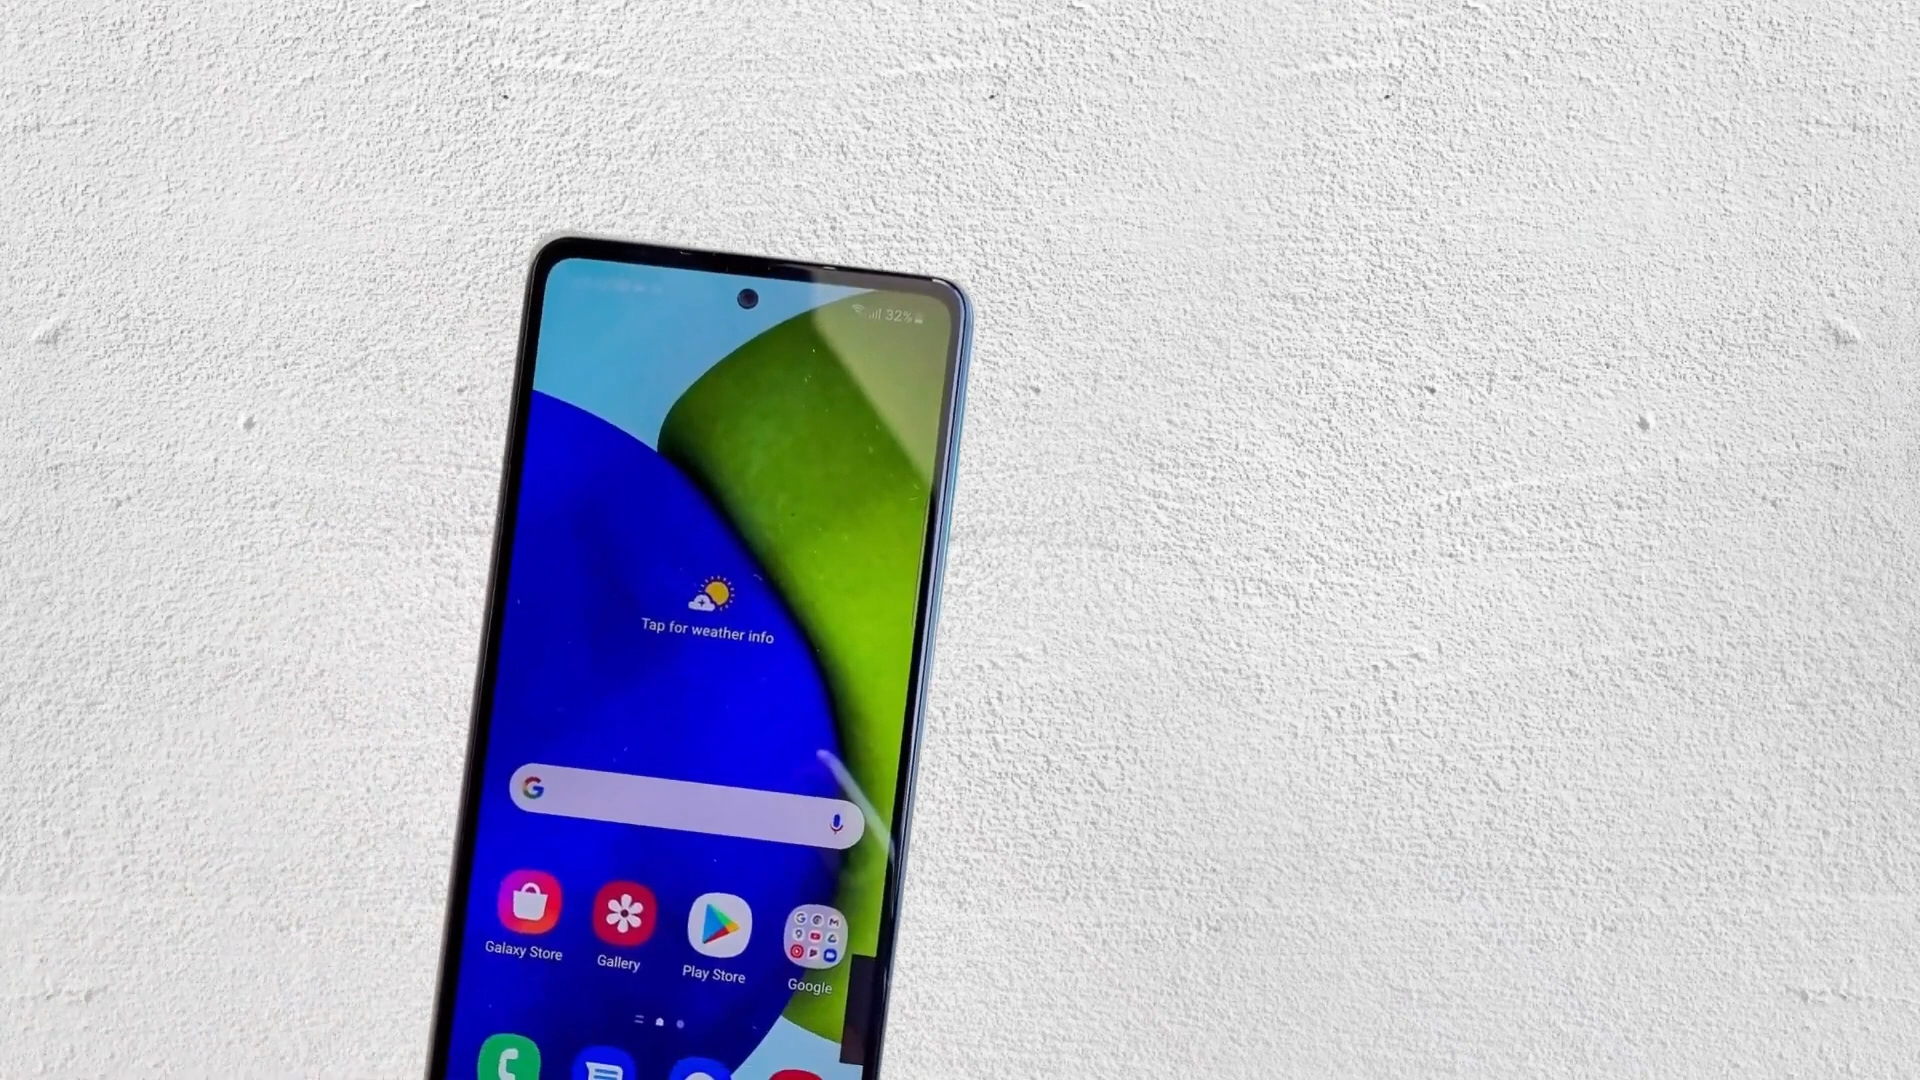 32%
Tap for weather info
G
Galaxy Store
Gallery
Play Store
Google